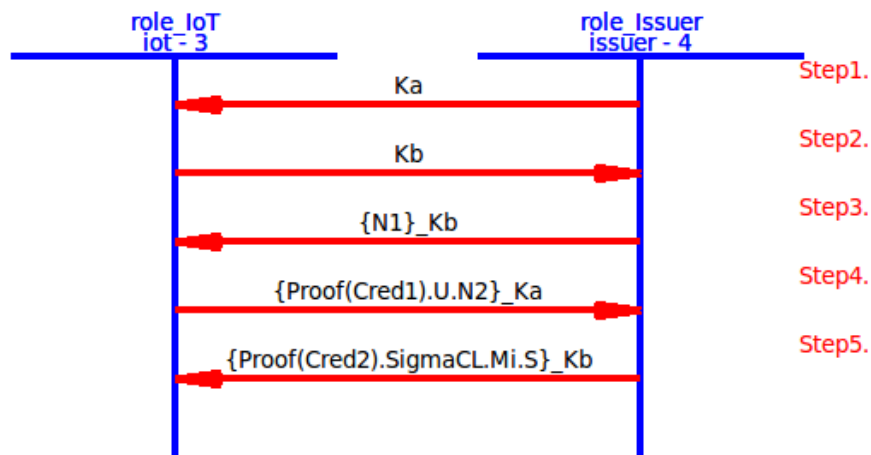 role_IoT
iot - 3
role_Issuer
issuer - 4
Step1.
Ka
Step2.
Kb
Step3.
{N1}_Kb
Step4.
{Proof(Cred1).U.N2}_Ka
Step5.
{Proof(Cred2).SigmaCL.Mi.S}_Kb